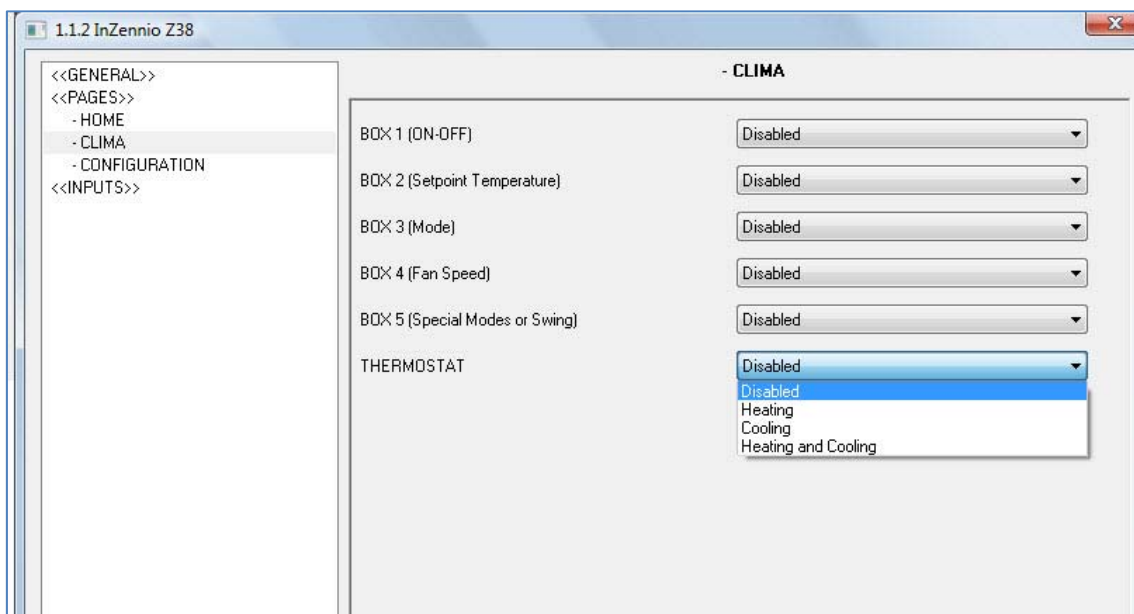 1.1.2 InZennio Z38
<<GENERAL>>
<<PAGES>>
- HOME
- CLIMA
- CONFIGURATION
<<INPUTS>>
- CLIMA
BOX 1 (ON-OFF) Disabled
BOX 2 (Setpoint Temperature) Disabled
BOX 3 (Mode) Disabled
BOX 4 (Fan Speed) Disabled
BOX 5 (Special Modes or Swing) Disabled
THERMOSTAT Disabled
Disabled
Heating
Cooling
Heating and Cooling